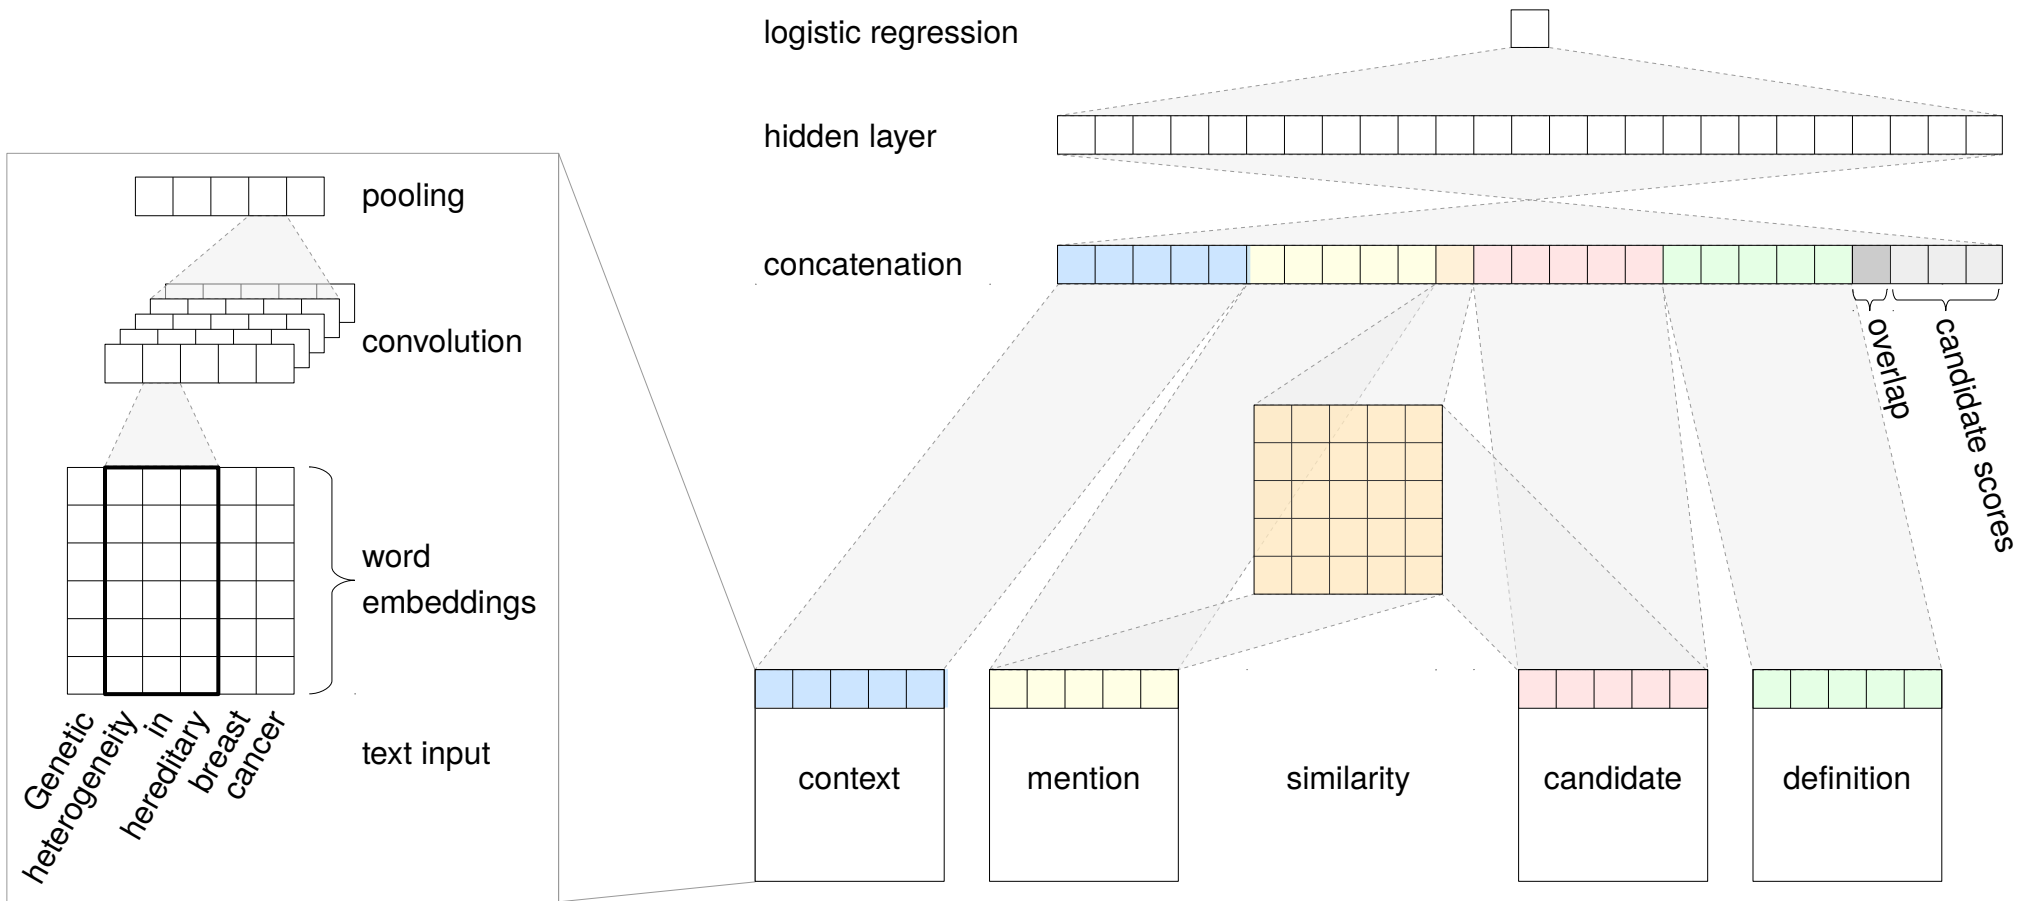 logistic regression
hidden layer
pooling
concatenation
convolution
overlap
candidate scores
word
embeddings
Genetic
heterogeneity
in
hereditary
breast
cancer
text input
context
mention
similarity
candidate
definition